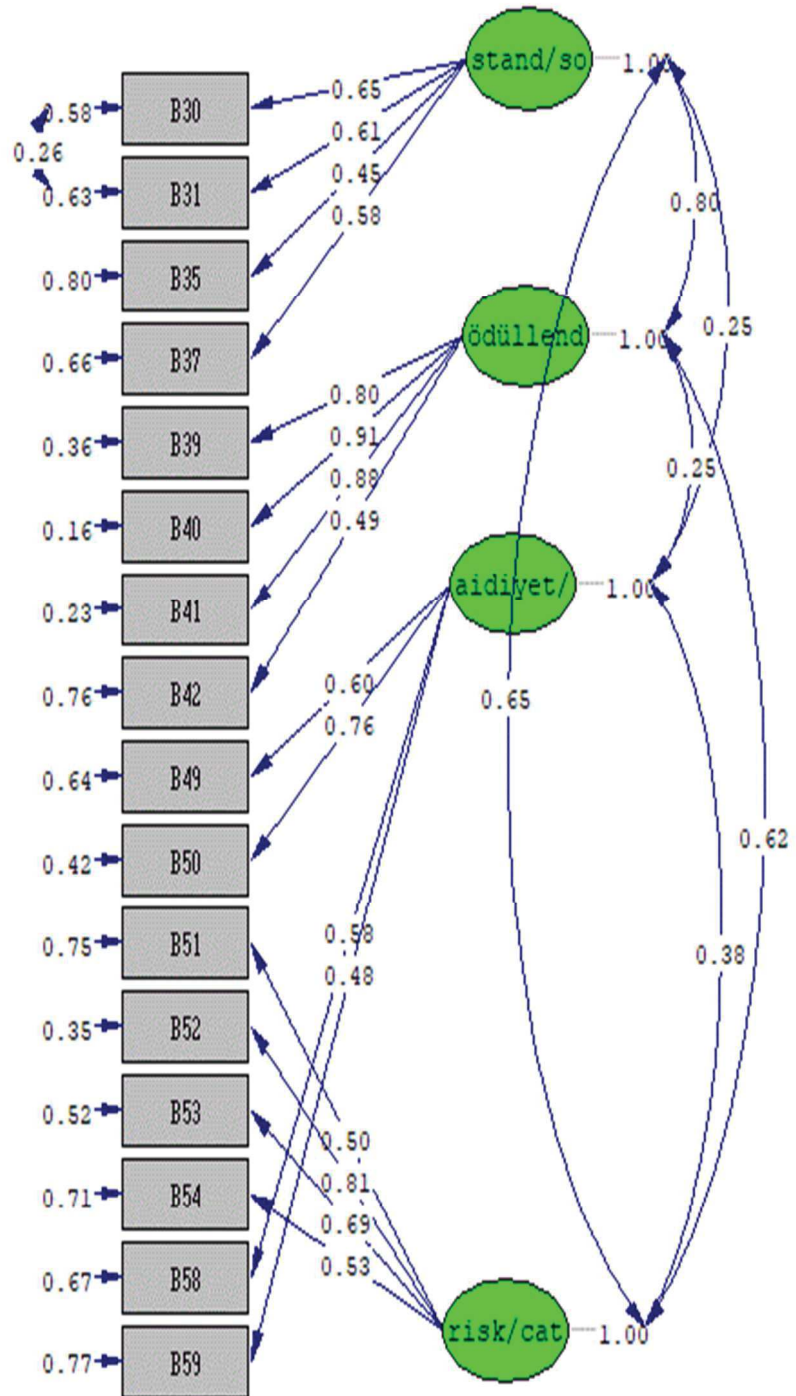 stand/so 1.00
0.58 B30 0.65
0.26
0.63 B31 0.61
0.80 B35 0.45
0.66 B37 0.58
0.80
0.25
ödüllend 1.00
0.36 B39 0.80
0.16 B40 0.91
0.23 B41 0.88
0.76 B42 0.49
0.25
aidiyet/ 1.00
0.64 B49 0.60
0.42 B50 0.76
0.65
0.62
0.75 B51 0.58
0.35 B52 0.48
0.38
0.52 B53 0.50
0.71 B54 0.81
0.69
0.67 B58 0.53
risk/cat 1.00
0.77 B59